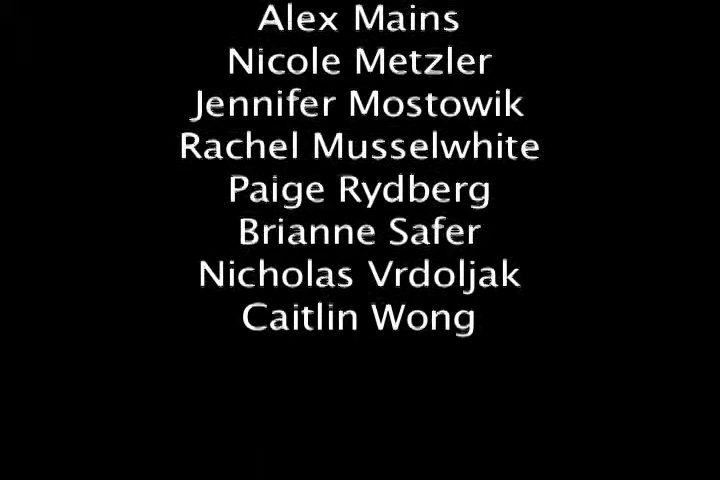 Alex Mains
Nicole Metzler
Jennifer Mostowik
Rachel Musselwhite
Paige Rydberg
Brianne Safer
Nicholas Vrdoljak
Caitlin Wong